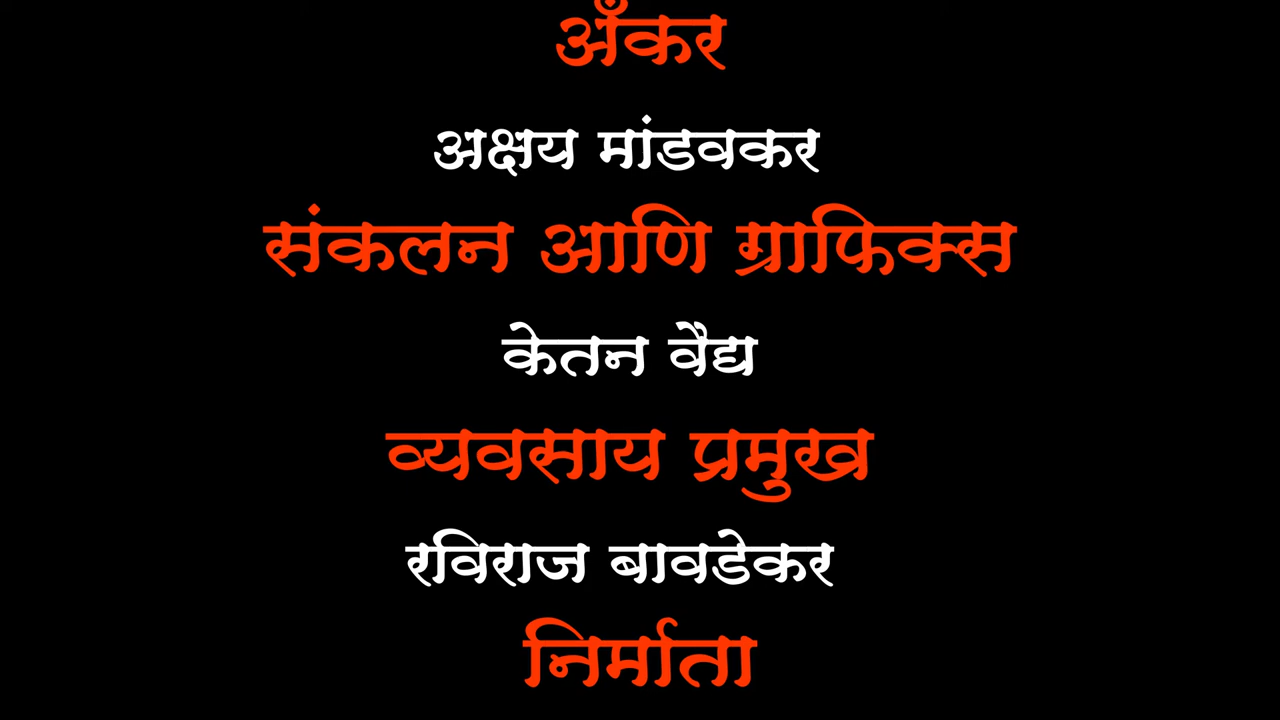 अँकर
अक्षय मांडवकर
संकलन आणि ग्राफिक्स
केतन वैद्य
व्यवसाय प्रमुख
रविराज बावडेकर
निर्माता